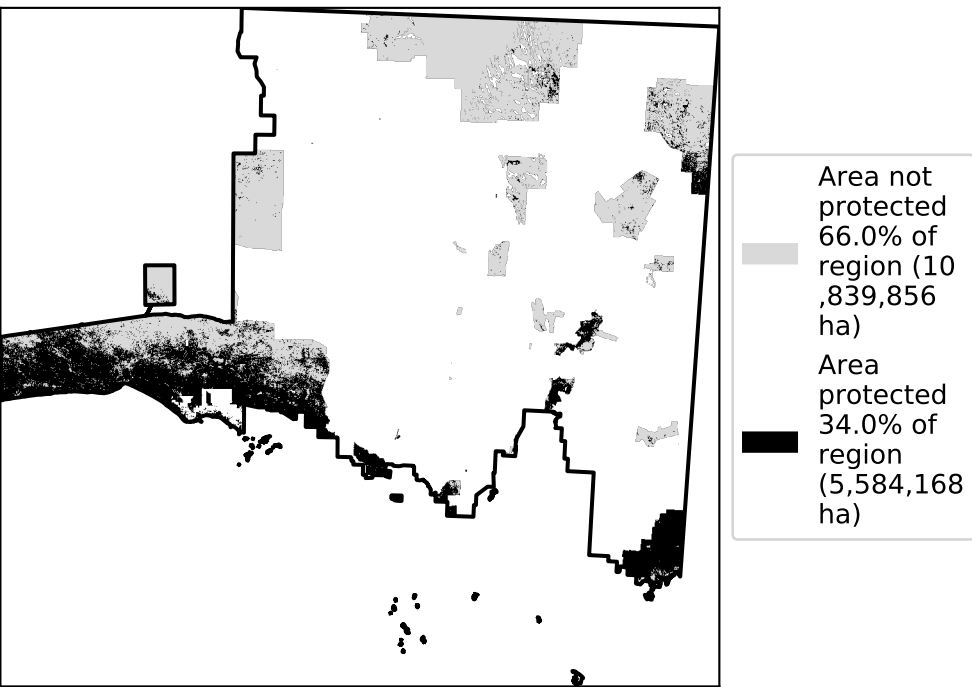 Area not
protected
66.0% of
region (10
,839,856
ha)
Area
protected
34.0% of
region
(5,584,168
ha)